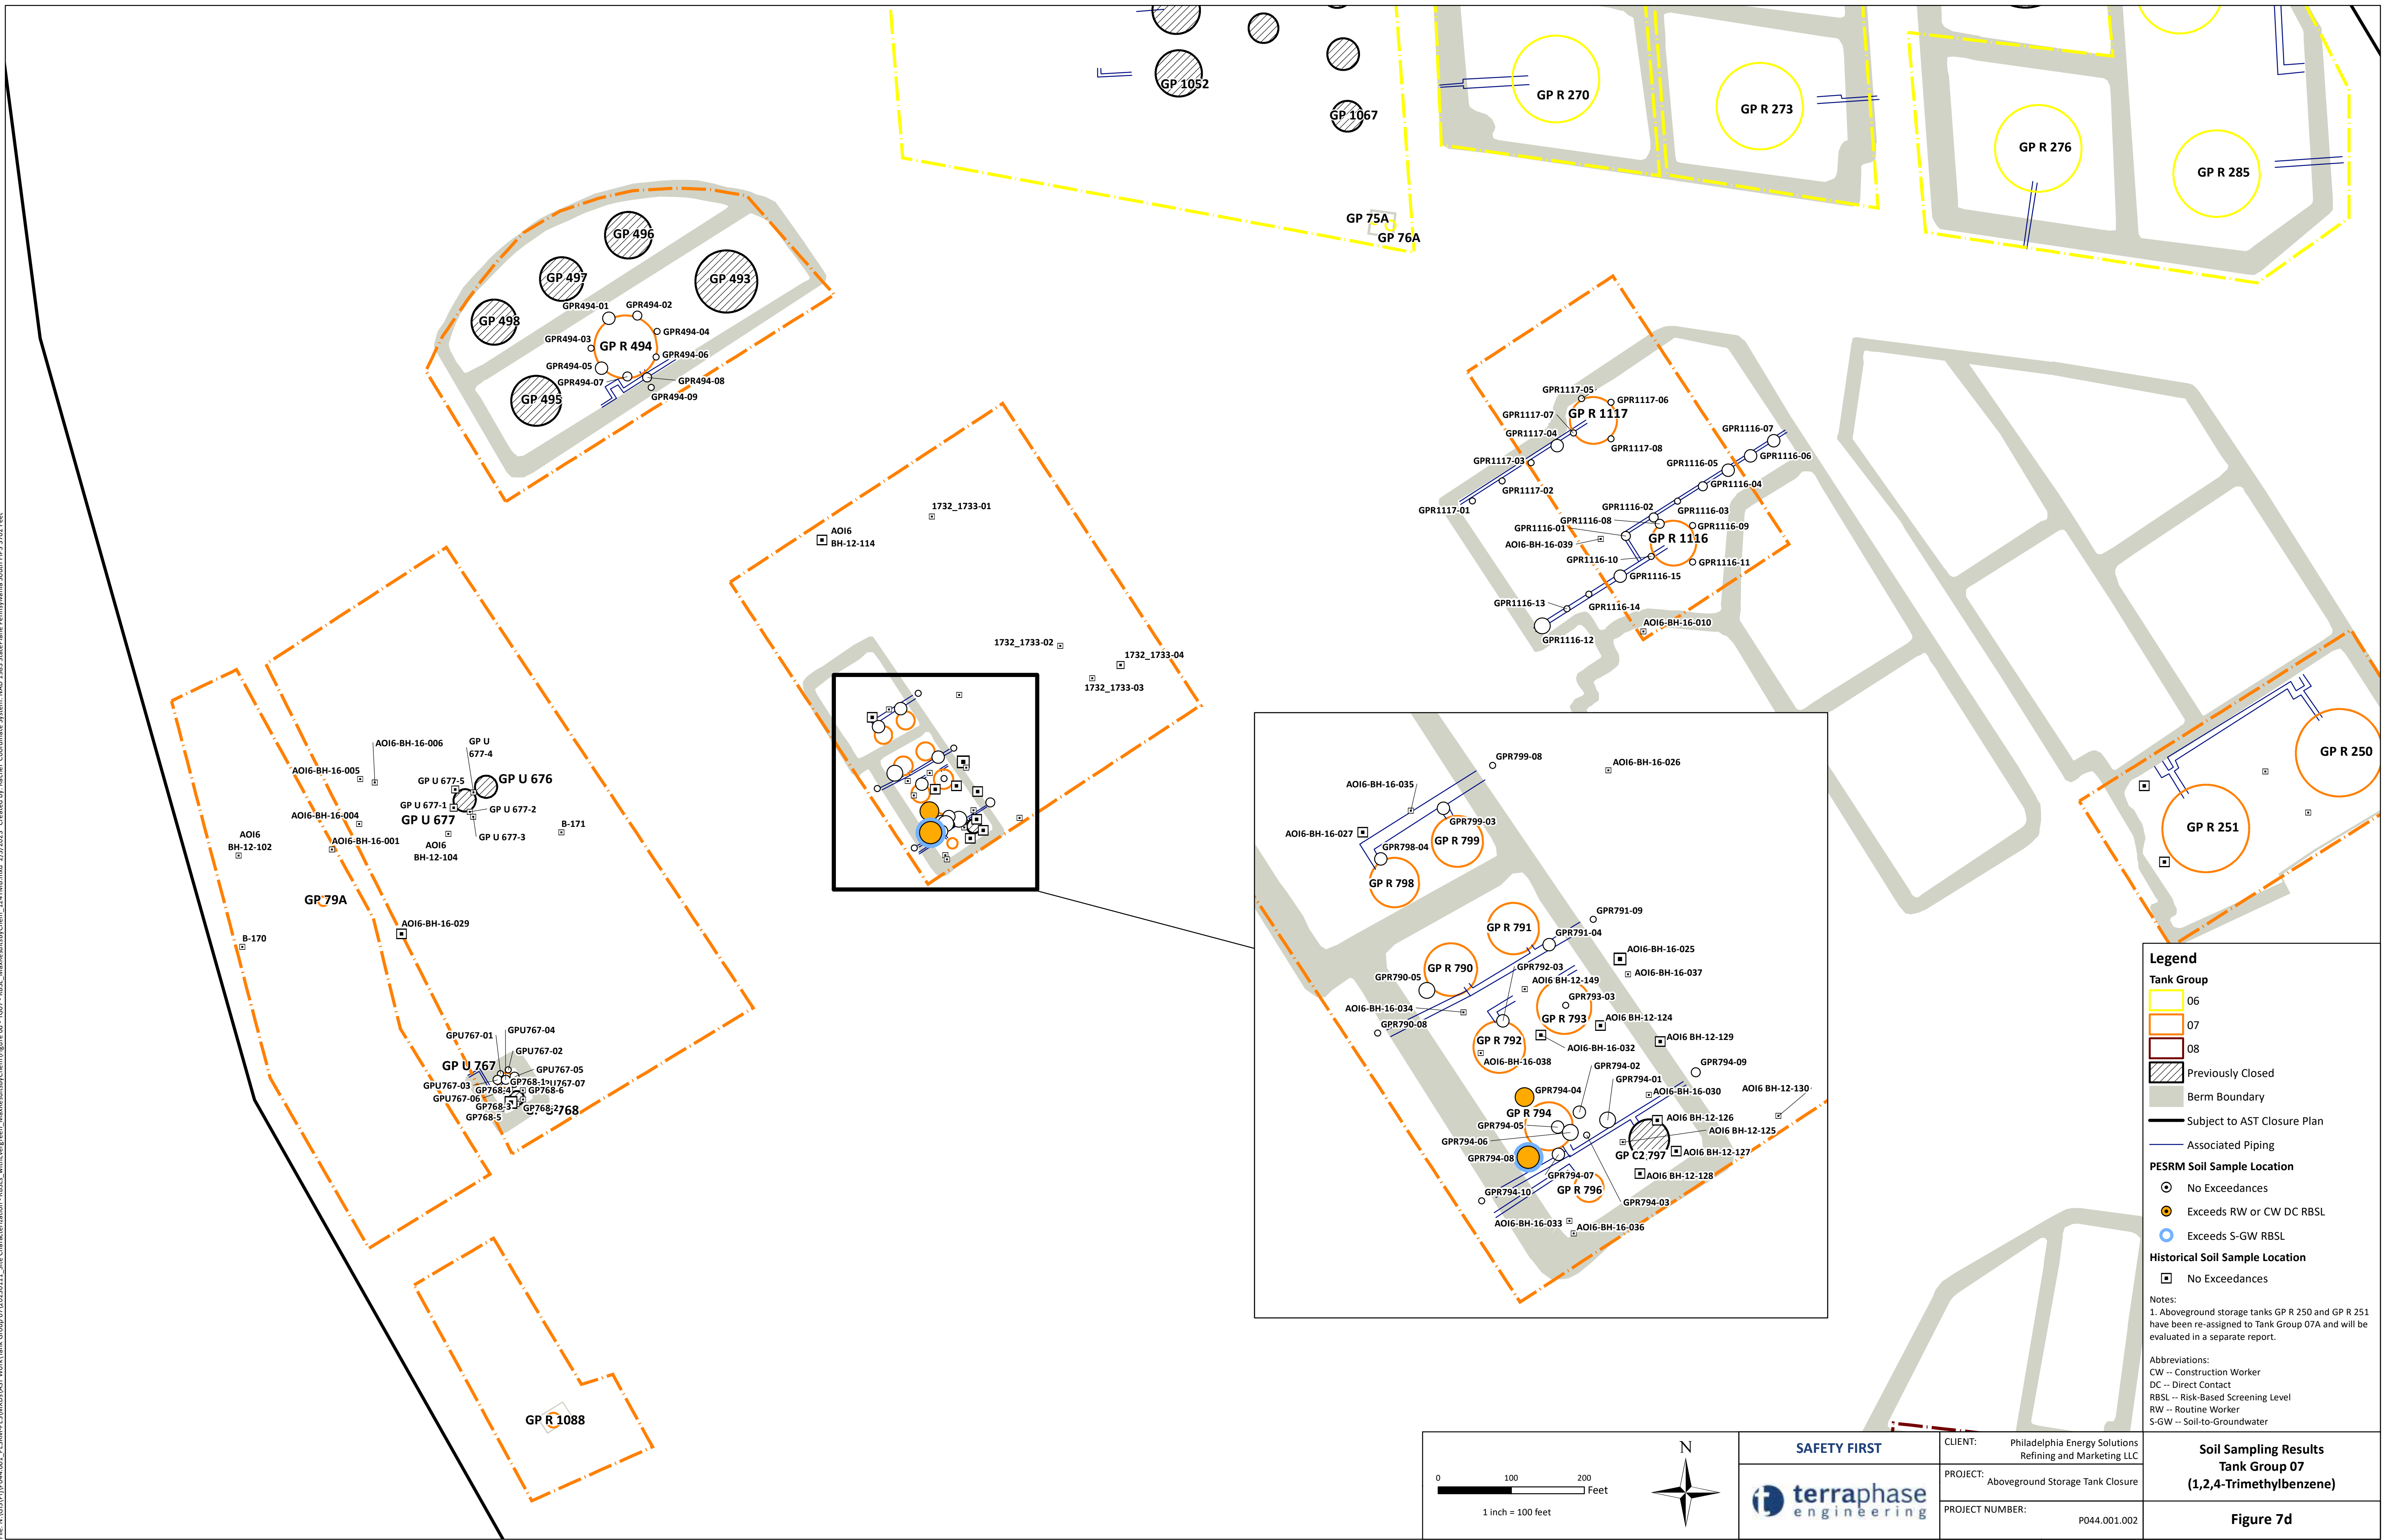 GP 1052
GP 1067
GP R 270
GP R 273
GP R 276
GP R 285
GP 75A
GP 76A
GP 496
GP 497
GP 493
GP 498
GPR494-01
GPR494-02
GPR494-04
GPR494-03
GP R 494
GPR494-06
GPR494-05
GPR494-07
GPR494-08
GPR494-09
GP 495
GPR1117-05
GPR1117-06
GPR1117-07
GP R 1117
GPR1117-04
GPR1117-08
GPR1117-03
GPR1117-02
GPR1117-01
GPR1116-07
GPR1116-06
GPR1116-05
GPR1116-04
GPR1116-02
GPR1116-03
GPR1116-08
GPR1116-09
GPR1116-01
GP R 1116
AOI6-BH-16-039
GPR1116-10
GPR1116-11
GPR1116-15
GPR1116-13
GPR1116-14
AOI6-BH-16-010
GPR1116-12
1732_1733-01
AOI6
BH-12-114
1732_1733-02
1732_1733-04
1732_1733-03
AOI6-BH-16-006
GP U
677-4
AOI6-BH-16-005
GP U 677-5
GP U 676
GP U 677-1
GP U 677-2
AOI6-BH-16-004
GP U 677
GP U 677-3
B-171
AOI6
BH-12-102
AOI6-BH-16-001
AOI6
BH-12-104
GP 79A
AOI6-BH-16-029
B-170
GPU767-04
GPU767-01
GPU767-02
GP U 767
GPU767-05
GPU767-03
GP768-1
U767-07
GP768-4
GP768-6
GPU767-06
GP768-3
GP768-2
768
GP768-5
GP R 1088
GP R 250
GP R 251
GPR799-08
AOI6-BH-16-026
AOI6-BH-16-035
GPR799-03
AOI6-BH-16-027
GP R 799
GPR798-04
GP R 798
GPR791-09
GP R 791
GPR791-04
AOI6-BH-16-025
GP R 790
GPR792-03
AOI6-BH-16-037
GPR790-05
AOI6 BH-12-149
GPR793-03
AOI6-BH-16-034
GP R 793
AOI6 BH-12-124
GPR790-08
GP R 792
AOI6 BH-12-129
AOI6-BH-16-032
AOI6-BH-16-038
GPR794-09
GPR794-02
GPR794-01
GPR794-04
AOI6-BH-16-030
AOI6 BH-12-130
GP R 794
AOI6 BH-12-126
GPR794-05
AOI6 BH-12-125
GPR794-06
GP C2 797
AOI6 BH-12-127
GPR794-08
GPR794-07
AOI6 BH-12-128
GPR794-10
GP R 796
GPR794-03
AOI6-BH-16-033
AOI6-BH-16-036
Legend
Tank Group
06
07
08
Previously Closed
Berm Boundary
Subject to AST Closure Plan
Associated Piping
PESRM Soil Sample Location
No Exceedances
Exceeds RW or CW DC RBSL
Exceeds S-GW RBSL
Historical Soil Sample Location
No Exceedances
Notes:
1. Aboveground storage tanks GP R 250 and GP R 251
have been re-assigned to Tank Group 07A and will be
evaluated in a separate report.
Abbreviations:
CW -- Construction Worker
DC -- Direct Contact
RBSL -- Risk-Based Screening Level
RW -- Routine Worker
S-GW -- Soil-to-Groundwater
0 100 200
Feet
1 inch = 100 feet
N
SAFETY FIRST
terraphase
engineering
CLIENT: Philadelphia Energy Solutions
Refining and Marketing LLC
PROJECT: Aboveground Storage Tank Closure
PROJECT NUMBER:
P044.001.002
Soil Sampling Results
Tank Group 07
(1,2,4-Trimethylbenzene)
Figure 7d